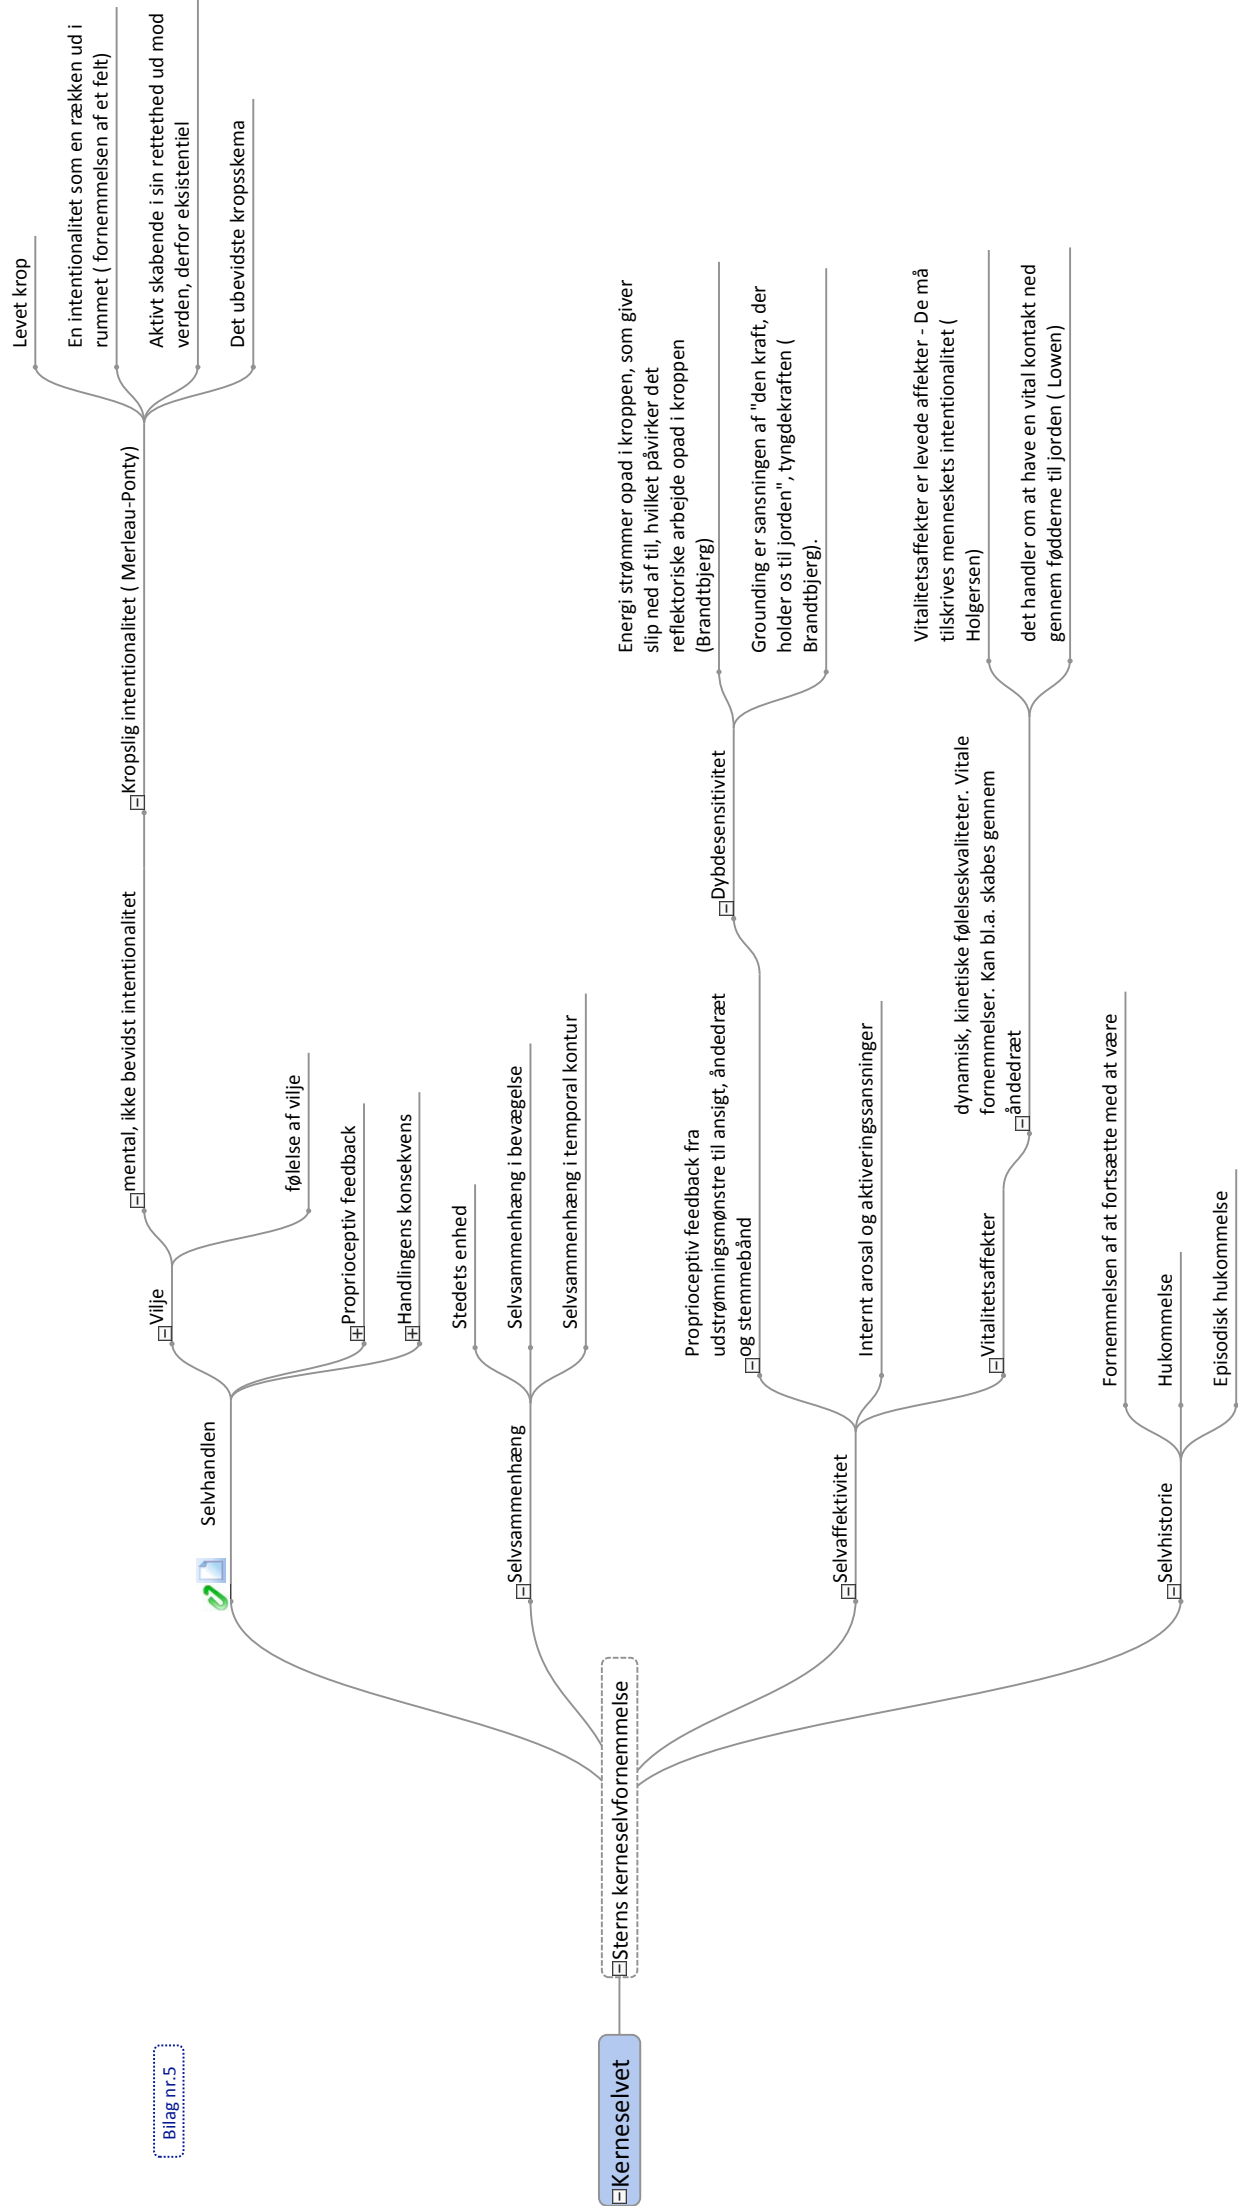 Bilag nr.5
Kerneselvet
Sterns kerneselvfornemmelse
Selvhandlen
Vilje
mental, ikke bevidst intentionalitet
Kropslig intentionalitet ( Merleau-Ponty)
Levet krop
En intentionalitet som en rækken ud i
rummet ( fornemmelsen af et felt)
Aktivt skabende i sin rettethed ud mod
verden, derfor eksistentiel
Det ubevidste kropsskema
følelse af vilje
Proprioceptiv feedback
Handlingens konsekvens
Selvsammenhæng
Stedets enhed
Selvsammenhæng i bevægelse
Selvsammenhæng i temporal kontur
Selvaffektivitet
Proprioceptiv feedback fra
udstrømningsmønstre til ansigt, åndedræt
og stemmebånd
Dybdesensitivitet
Energi strømmer opad i kroppen, som giver
slip ned af til, hvilket påvirker det
reflektoriske arbejde opad i kroppen
(Brandtbjerg)
Grounding er sansningen af "den kraft, der
holder os til jorden", tyngdekraften (
Brandtbjerg).
Internt arosal og aktiveringssansninger
Vitalitetsaffekter
dynamisk, kinetiske følelseskvaliteter. Vitale
fornemmelser. Kan bl.a. skabes gennem
åndedræt
Vitalitetsaffekter er levede affekter - De må
tilskrives menneskets intentionalitet (
Holgersen)
det handler om at have en vital kontakt ned
gennem fødderne til jorden ( Lowen)
Selvhistorie
Fornemmelsen af at fortsætte med at være
Hukommelse
Episodisk hukommelse